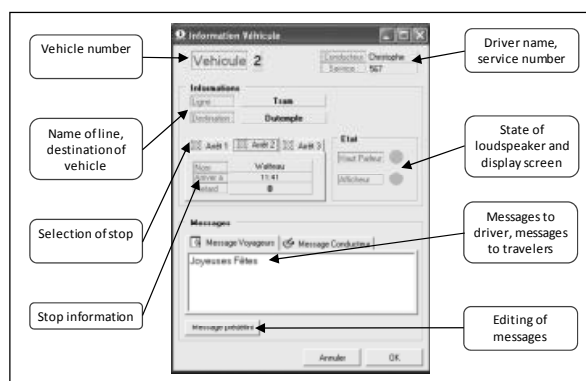 Information Véhicule
Vehicle number
Vehicule 2
Conducteur Christophe
Service 567
Driver name,
service number
Informations
Ligne Tram
Destination Dutemple
Name of line,
destination of
vehicle
Arrêt 1 Arrêt 2 Arrêt 3
Nom Watteau
Arrivée à 11:41
Retard 0
Etat
Haut Parleur
Afficheur
State of
loudspeaker and
display screen
Selection of stop
Stop information
Messages
Message Voyageurs Message Conducteur
Joyeuses Fêtes
Messages to
driver, messages
to travelers
Message prédéfini
Editing of
messages
Annuler OK